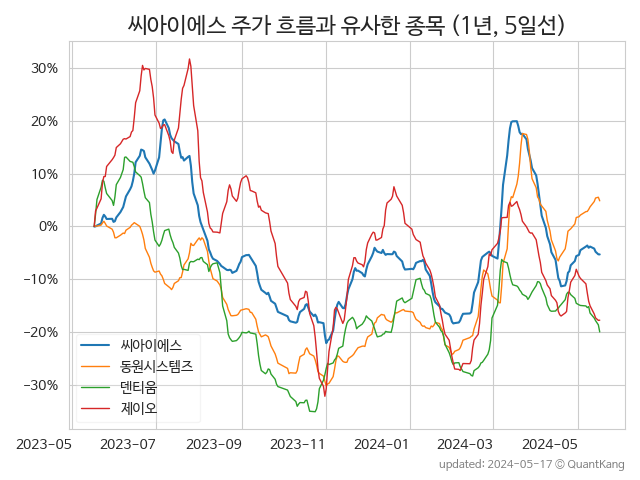 씨아이에스 주가 흐름과 유사한 종목 (1년, 5일선)
30%
20%
10%
0%
−10%
−20%
−30%
씨아이에스
동원시스템즈
덴티움
제이오
2023-05 2023-07 2023-09 2023-11 2024-01 2024-03 2024-05
updated: 2024-05-17 © QuantKang